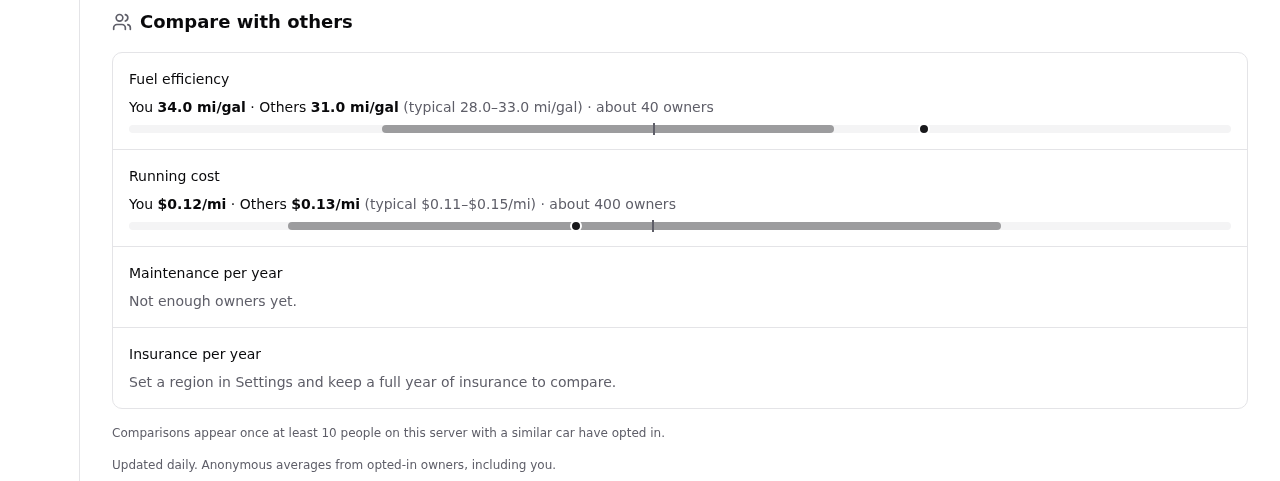 Compare with others
Fuel efficiency
You 34.0 mi/gal · Others 31.0 mi/gal (typical 28.0–33.0 mi/gal) · about 40 owners
Running cost
You $0.12/mi · Others $0.13/mi (typical $0.11–$0.15/mi) · about 400 owners
Maintenance per year
Not enough owners yet.
Insurance per year
Set a region in Settings and keep a full year of insurance to compare.
Comparisons appear once at least 10 people on this server with a similar car have opted in.
Updated daily. Anonymous averages from opted-in owners, including you.